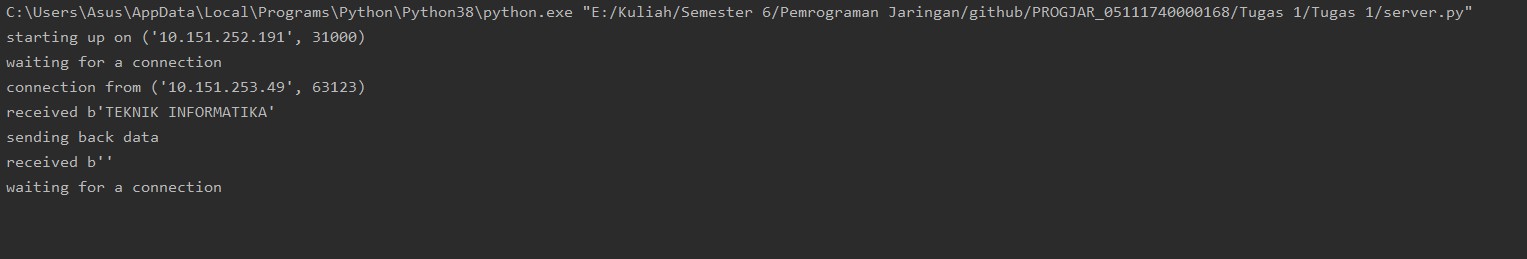 C:\Users\Asus\AppData\Local\Programs\Python\Python38\python.exe "E:/Kuliah/Semester 6/Pemrograman Jaringan/github/PROGJAR_05111740000168/Tugas 1/Tugas 1/server.py"
starting up on ('10.151.252.191', 31000)
waiting for a connection
connection from ('10.151.253.49', 63123)
received b'TEKNIK INFORMATIKA'
sending back data
received b''
waiting for a connection